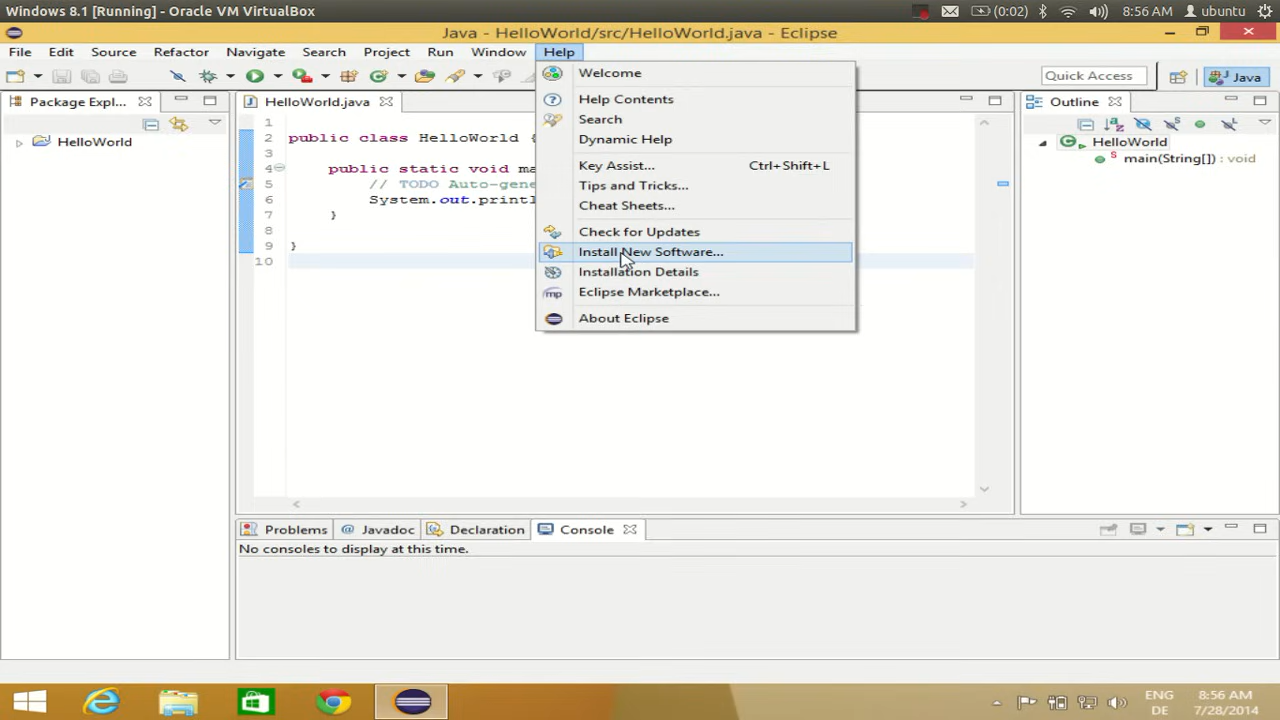 Windows 8.1 [Running] - Oracle VM VirtualBox
(0:02) 8:56 AM ubuntu
Java - HelloWorld/src/HelloWorld.java - Eclipse
File Edit Source Refactor Navigate Search Project Run Window Help
Quick Access Java
Package Expl...
HelloWorld.java
Outline
HelloWorld
1
2 public class HelloWorld {
3
4 public static void ma
5 // TODO Auto-gene
6 System.out.printl
7 }
8
9 }
10
Welcome
Help Contents
Search
Dynamic Help
Key Assist... Ctrl+Shift+L
Tips and Tricks...
Cheat Sheets...
Check for Updates
Install New Software...
Installation Details
mp Eclipse Marketplace...
About Eclipse
HelloWorld
main(String[]) : void
Problems @ Javadoc Declaration Console
No consoles to display at this time.
ENG 8:56 AM
DE 7/28/2014